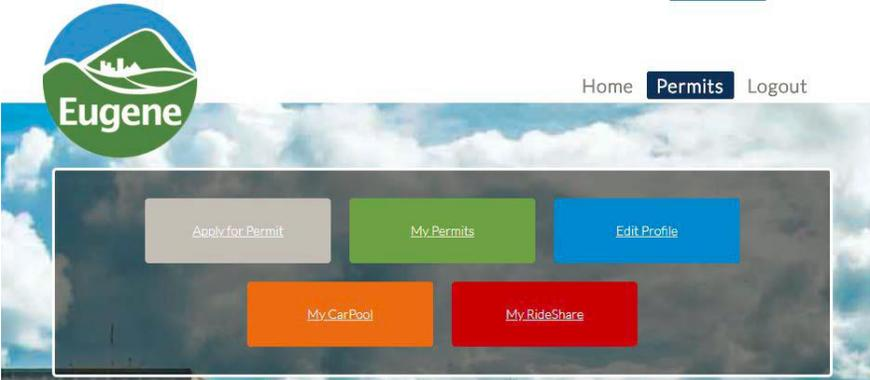 Eugene
Home Permits Logout
Apply for Permit My Permits Edit Profile
My CarPool My RideShare